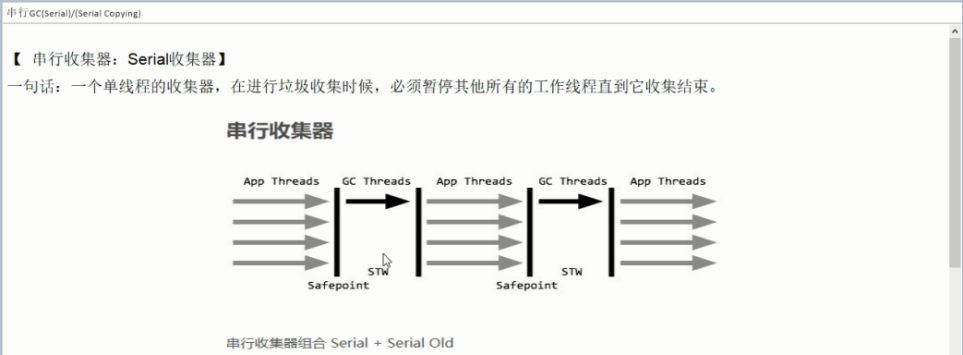 串行GC(Serial)/(Serial Copying)
【 串行收集器：Serial收集器】
一句话：一个单线程的收集器，在进行垃圾收集时候，必须暂停其他所有的工作线程直到它收集结束。
串行收集器
App Threads GC Threads App Threads GC Threads App Threads
STW STW
Safepoint Safepoint
串行收集器组合 Serial + Serial Old